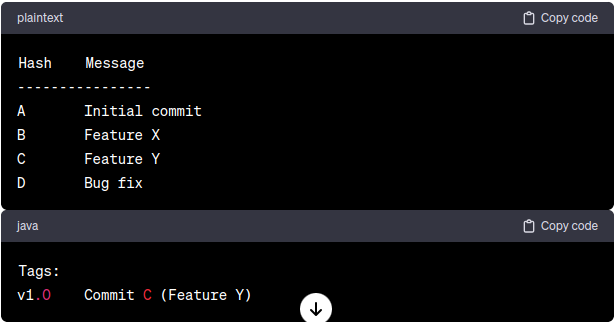 plaintext Copy code
Hash Message
----------------
A Initial commit
B Feature X
C Feature Y
D Bug fix
java Copy code
Tags:
v1.0 Commit C (Feature Y)